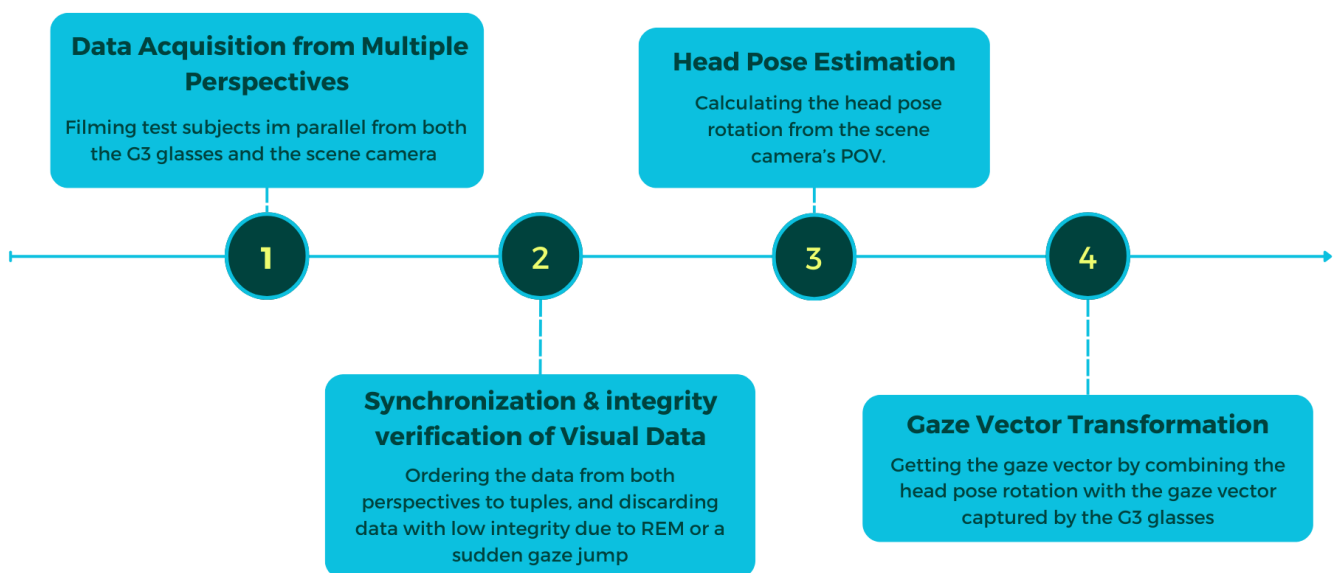 Data Acquisition from Multiple
Perspectives
Filming test subjects im parallel from both
the G3 glasses and the scene camera
1
2
Synchronization & integrity
verification of Visual Data
Ordering the data from both
perspectives to tuples, and discarding
data with low integrity due to REM or a
sudden gaze jump
Head Pose Estimation
Calculating the head pose
rotation from the scene
camera's POV.
3
4
Gaze Vector Transformation
Getting the gaze vector by combining the
head pose rotation with the gaze vector
captured by the G3 glasses